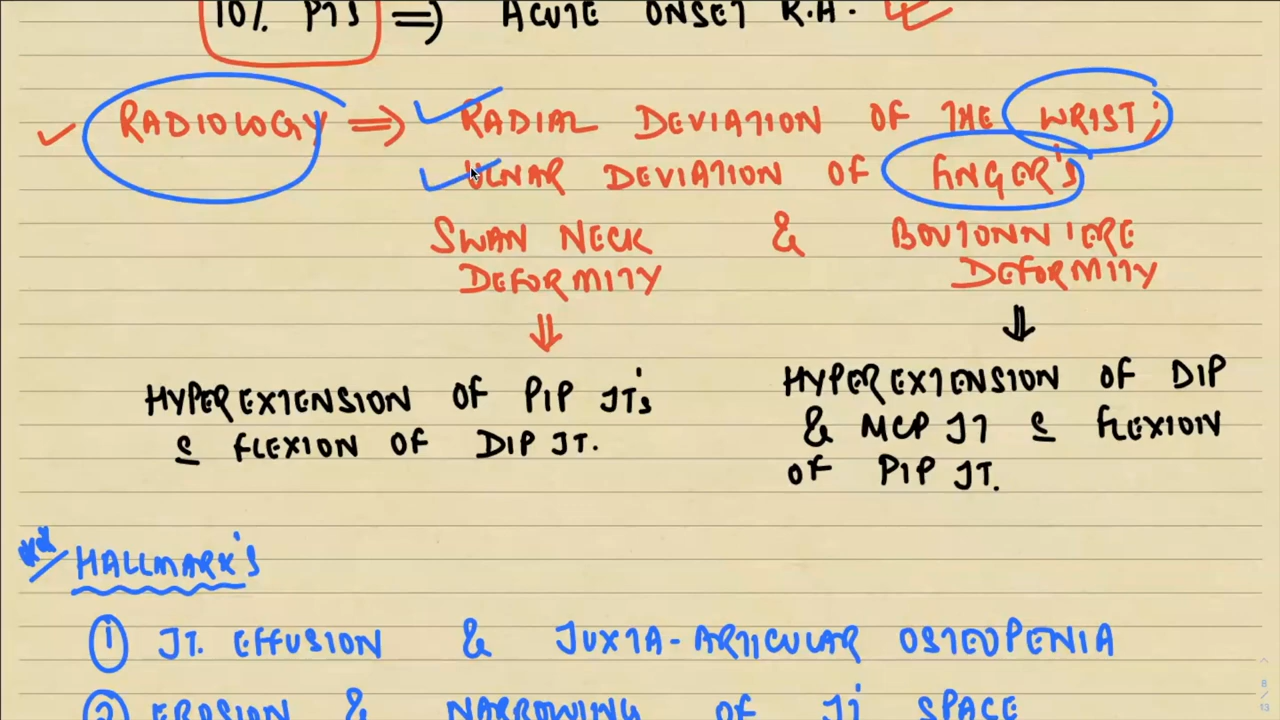 10% PTS ⇒ ACUTE ONSET R.A.
RADIOLOGY ⇒ RADIAL DEVIATION OF THE WRIST;
ULNAR DEVIATION OF FINGER'S
SWAN NECK & BOUTONNIERE
DEFORMITY DEFORMITY
HYPEREXTENSION OF PIP JT's
c FLEXION OF DIP JT.
HYPEREXTENSION OF DIP
& MCP JT c FLEXION
OF PIP JT.
HALLMARK'S
1 JT. EFFUSION & JUXTA-ARTICULAR OSTEOPENIA
2 EROSION & NARROWING OF JT SPACE
8
/
13